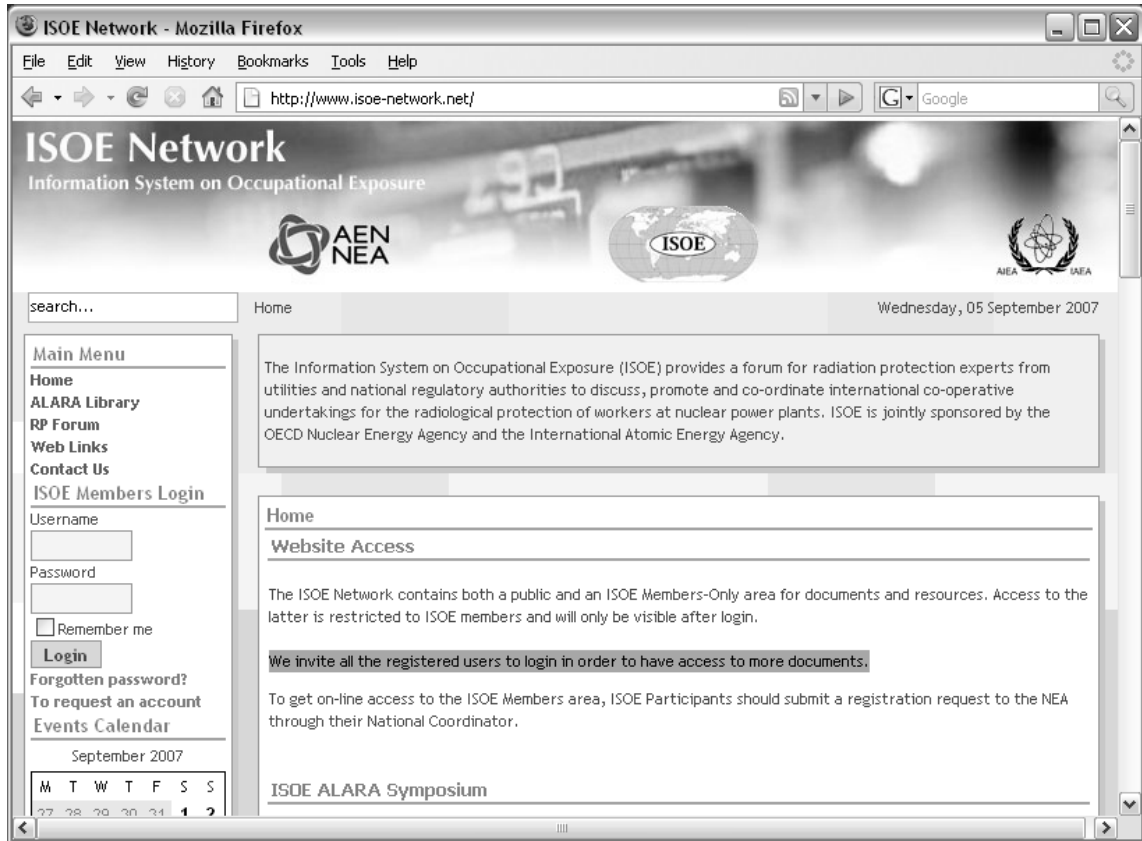 ISOE Network - Mozilla Firefox
File Edit View History Bookmarks Tools Help
http://www.isoe-network.net/
G Google
ISOE Network
Information System on Occupational Exposure
AEN
NEA
ISOE
AIEA IAEA
search...
Home
Wednesday, 05 September 2007
Main Menu
Home
ALARA Library
RP Forum
Web Links
Contact Us
ISOE Members Login
Username
Password
Remember me
Login
Forgotten password?
To request an account
Events Calendar
September 2007
M T W T F S S
27 28 29 30 31 1 2
The Information System on Occupational Exposure (ISOE) provides a forum for radiation protection experts from
utilities and national regulatory authorities to discuss, promote and co-ordinate international co-operative
undertakings for the radiological protection of workers at nuclear power plants. ISOE is jointly sponsored by the
OECD Nuclear Energy Agency and the International Atomic Energy Agency.
Home
Website Access
The ISOE Network contains both a public and an ISOE Members-Only area for documents and resources. Access to the
latter is restricted to ISOE members and will only be visible after login.
We invite all the registered users to login in order to have access to more documents.
To get on-line access to the ISOE Members area, ISOE Participants should submit a registration request to the NEA
through their National Coordinator.
ISOE ALARA Symposium